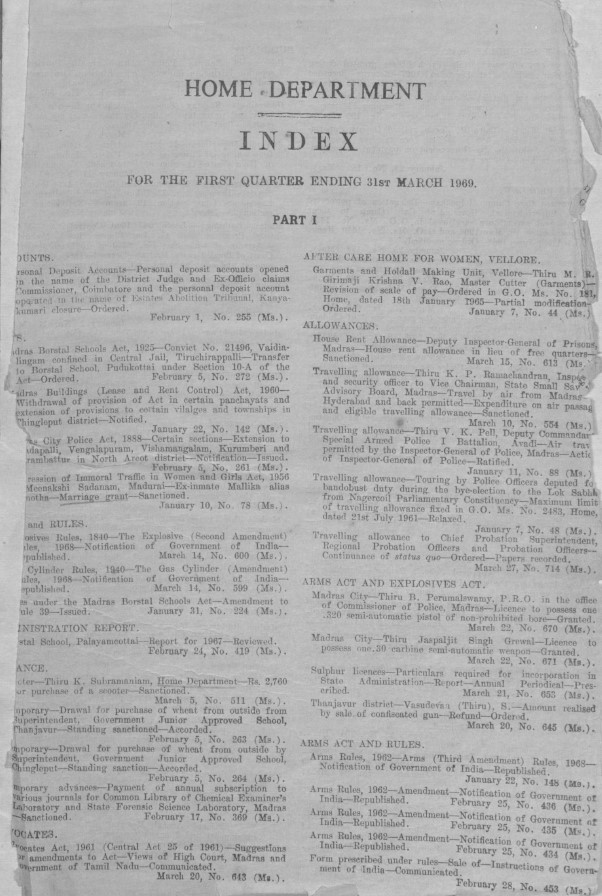 HOME DEPARTMENT
INDEX
FOR THE FIRST QUARTER ENDING 31ST MARCH 1969.
PART I
OUNTS.
rsonal Deposit Accounts—Personal deposit accounts opened
in the name of the District Judge and Ex-Officio claims
Commissioner, Coimbatore and the personal deposit account
operated in the name of Estates Abolition Tribunal, Kanya-
kumari closure—Ordered.
February 1, No. 255 (Ms.).
S.
dras Borstal Schools Act, 1925—Convict No. 21496, Vaidia-
lingam confined in Central Jail, Tiruchirappalli—Transfer
to Borstal School, Pudukottai under Section 10-A of the
Act—Ordered. February 5, No. 272 (Ms.).
adras Buildings (Lease and Rent Control) Act, 1960—
Withdrawal of provision of Act in certain panchayats and
extension of provisions to certain vilalges and townships in
Chingleput district—Notified.
January 22, No. 142 (Ms.).
City Police Act, 1888—Certain sections—Extension to
adapalli, Vengalapuram, Vishamangalam, Kurumberi and
rambattus in North Arcot district—Notification—Issued.
February 5, No. 261 (Ms.).
ression of Immoral Traffic in Women and Girls Act, 1956
Meenakshi Sadanam, Madurai—Ex-inmate Mallika alias
—Marriage grant—Sanctioned.
January 10, No. 78 (Ms.).
and RULES.
osives Rules, 1940—The Explosive (Second Amendment)
ules, 1968—Notification of Government of India—
epublished. March 14, No. 600 (Ms.).
Cylinder Rules, 1940—The Gas Cylinder (Amendment)
ules, 1968—Notification of Government of India—
epublished. March 14, No. 599 (Ms.).
es under the Madras Borstal Schools Act—Amendment to
ule 39—Issued. January 31, No. 224 (Ms.).
INISTRATION REPORT.
rstal School, Palayamcottai—Report for 1967—Reviewed.
February 24, No. 419 (Ms.).
ANCE.
oter—Thiru K. Subramaniam, Home Department—Rs. 2,760
or purchase of a scooter—Sanctioned.
March 5, No. 511 (Ms.).
mporary—Drawal for purchase of wheat from outside from
Superintendent, Government Junior Approved School,
Thanjavur—Standing sanctioned—Accorded.
February 5, No. 263 (Ms.).
mporary—Drawal for purchase of wheat from outside by
Superintendent, Government Junior Approved School,
Chingleput—Standing sanction—Accorded.
February 5, No. 264 (Ms.).
mporary advances—Payment of annual subscription to
various journals for Common Library of Chemical Examiner's
Laboratory and State Forensic Science Laboratory, Madras
—Sanctioned. February 17, No. 369 (Ms.).
OCATES.
ocates Act, 1961 (Central Act 25 of 1961)—Suggestions
or amendments to Act—Views of High Court, Madras and
vernment of Tamil Nadu—Communicated.
March 20, No. 643 (Ms.).
AFTER CARE HOME FOR WOMEN, VELLORE.
Garments and Holdall Making Unit, Vellore—Thiru M. R.
Girimaji Krishna V. Rao, Master Cutter (Garments)—
Revision of scale of pay—Ordered in G.O. Ms. No. 181,
Home, dated 18th January 1965—Partial modification—
Ordered. January 7, No. 44 (Ms.)
ALLOWANCES.
House Rent Allowance—Deputy Inspector-General of Prisons,
Madras—House rent allowance in lieu of free quarters—
Sanctioned. March 15, No. 613 (Ms.
Travelling allowance—Thiru K. P. Ramachandran, Inspec
and security officer to Vice Chairman, State Small Sav
Advisory Board, Madras—Travel by air from Madras
Hyderabad and back permitted—Expenditure on air passag
and eligible travelling allowance—Sanctioned.
March 10, No. 554 (Ms.)
Travelling allowance—Thiru V. K. Pell, Deputy Commandan
Special Armed Police I Battalion, Avadi—Air trav
permitted by the Inspector-General of Police, Madras—Actio
of Inspector-General of Police—Ratified.
January 11, No. 88 (Ms.)
Travelling allowance—Touring by Police Officers deputed fo
bandobust duty during the bye-election to the Lok Sabha
from Nagercoil Parliamentary Constituency—Maximum limit
of travelling allowance fixed in G.O. Ms. No. 2483, Home,
dated 21st July 1961—Relaxed.
January 7, No. 48 (Ms.).
Travelling allowance to Chief Probation Superintendent,
Regional Probation Officers and Probation Officers—
Continuance of status quo—Ordered—Papers recorded.
March 27, No. 714 (Ms.).
ARMS ACT AND EXPLOSIVES ACT.
Madras City—Thiru B. Perumalswamy, P.R.O. in the office
of Commissioner of Police, Madras—Licence to possess one
.320 semi-automatic pistol of non-prohibited bore—Granted.
March 22, No. 670 (Ms.)
Madras City—Thiru Jaspaljit Singh Grewal—Licence to
possess one.30 carbine semi-automatic weapon—Granted.
March 22, No. 671 (Ms.).
Sulphur licences—Particulars required for incorporation in
State Administration—Report—Annual Periodical—Pres-
cribed. March 21, No. 653 (Ms.).
Thanjavur district—Vasudeva (Thiru), S.—Amount realised
by sale of confiscated gun—Refund—Ordered.
March 20, No. 645 (Ms.).
ARMS ACT AND RULES.
Arms Rules, 1962—Arms (Third Amendment) Rules, 1968—
Notification of Government of India—Republished.
January 22, No. 148 (Ms.).
Arms Rules, 1962—Amendment—Notification of Government of
India—Republished. February 25, No. 436 (Ms.).
Arms Rules, 1962—Amendment—Notification of Government of
India—Republished. February 25, No. 435 (Ms.).
Arms Rules, 1962—Amendment—Notification of Government of
India—Republished. February 25, No. 434 (Ms.).
Form prescribed under rules—Sale of—Instructions of Govern-
ment of India—Communicated.
February 28, No. 453 (Ms.)